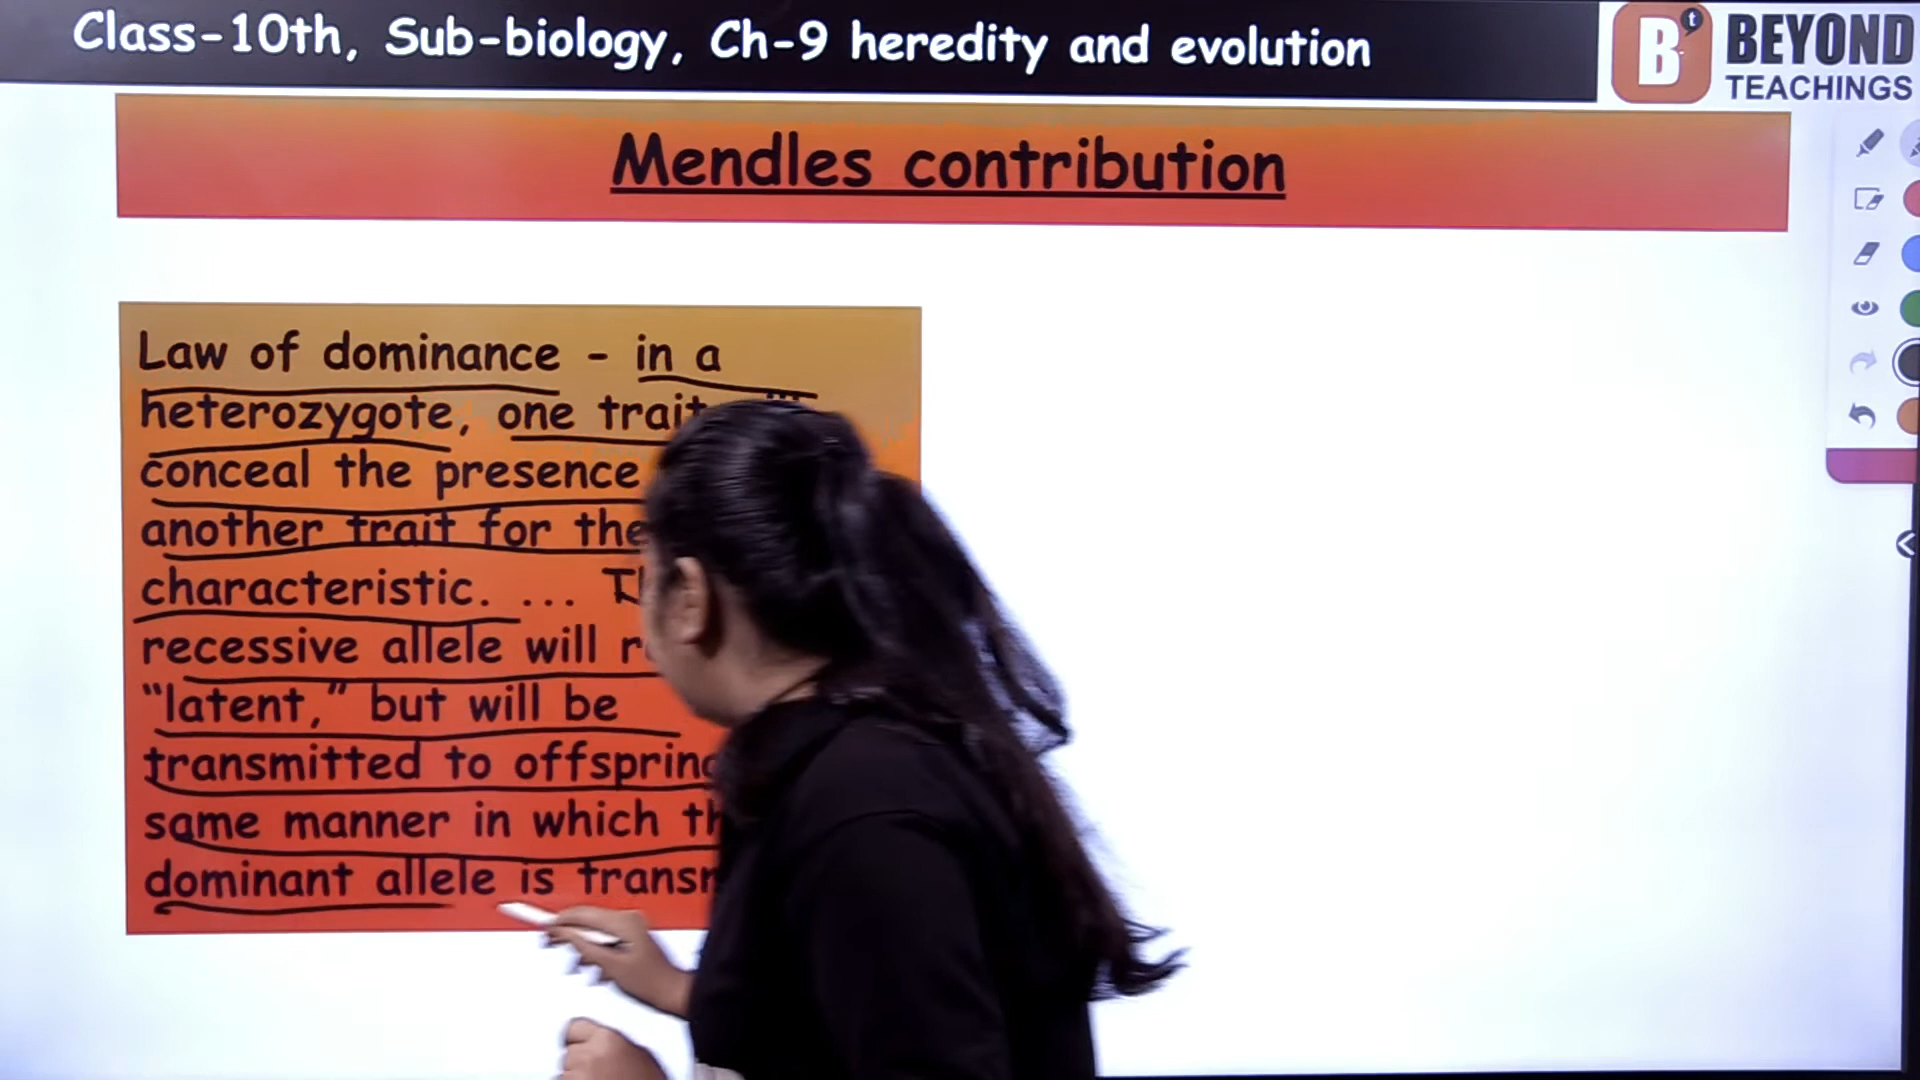 Class-10th, Sub-biology, Ch-9 heredity and evolution
B t BEYOND
TEACHINGS
Mendles contribution
Law of dominance - in a
heterozygote, one trait
conceal the presence
another trait for the
characteristic. ...
recessive allele will
“latent,” but will be
transmitted to offspring
same manner in which
dominant allele is